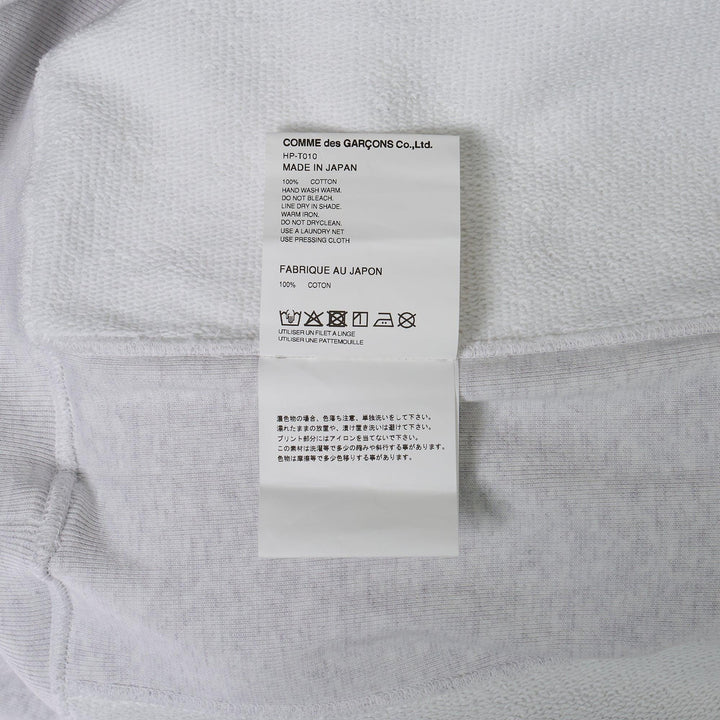 COMME des GARÇONS Co.,Ltd.
HP-T010
MADE IN JAPAN
100% COTTON
HAND WASH WARM.
DO NOT BLEACH.
LINE DRY IN SHADE.
WARM IRON.
DO NOT DRYCLEAN.
USE A LAUNDRY NET
USE PRESSING CLOTH
FABRIQUE AU JAPON
100% COTON
UTILISER UN FILET A LINGE
UTILISER UNE PATTEMOUILLE
濃色物の場合、色落ち注意、単独洗いをして下さい。
濡れたままの放置や、漬け置き洗いは避けて下さい。
プリント部分にはアイロンを当てないで下さい。
この素材は洗濯等で多少の縮みや斜行する事があります。
色物は摩擦等で多少色移りする事があります。